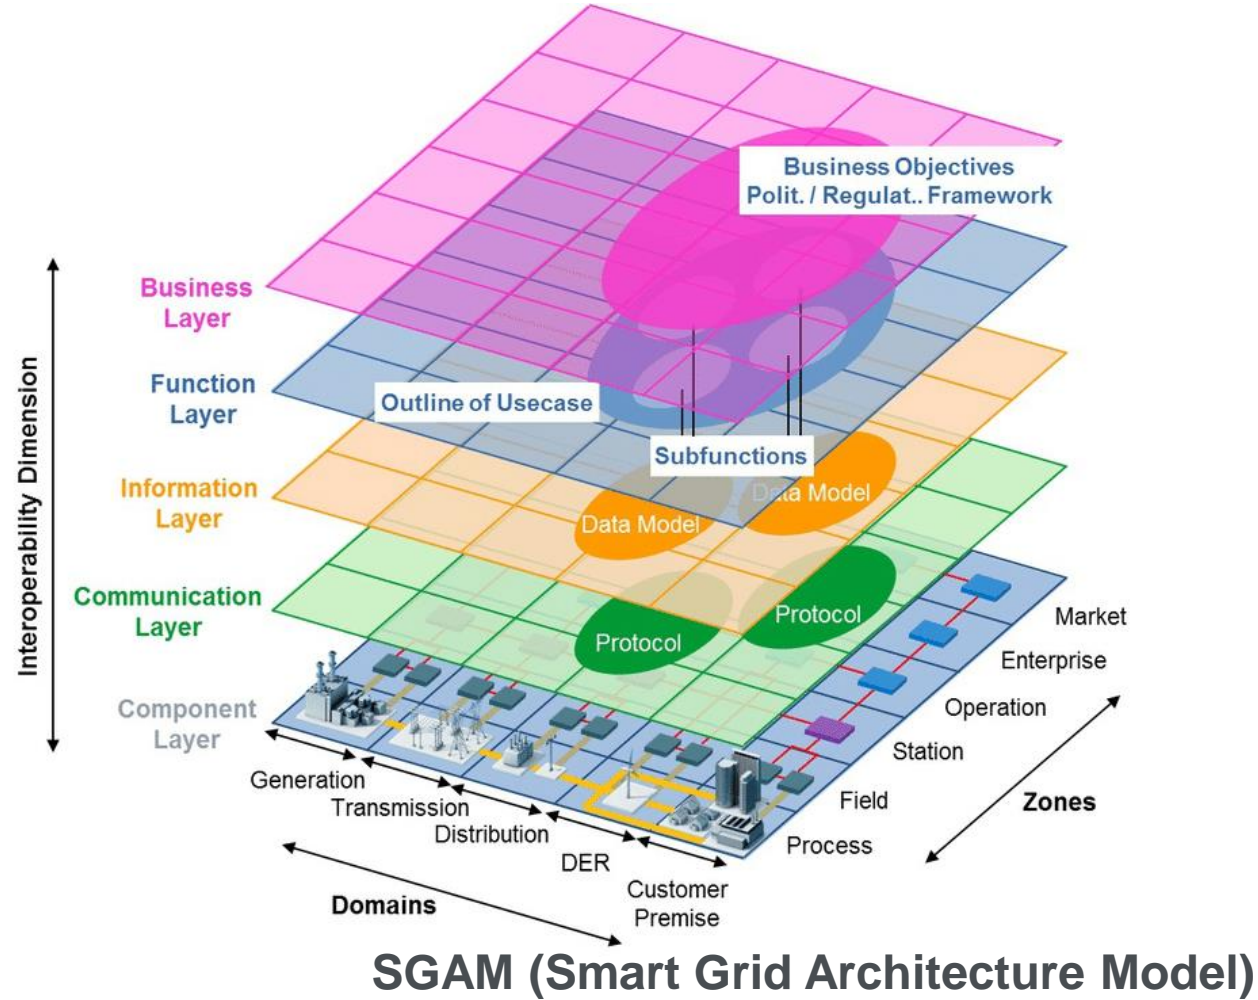 Business Objectives
Polit. / Regulat.. Framework
Business
Layer
Function
Layer
Outline of Usecase
Subfunctions
Information
Layer
Data Model
Data Model
Communication
Layer
Protocol
Protocol
Component
Layer
Interoperability Dimension
Generation
Transmission
Distribution
DER
Customer
Premise
Domains
Market
Enterprise
Operation
Station
Field
Process
Zones
SGAM (Smart Grid Architecture Model)